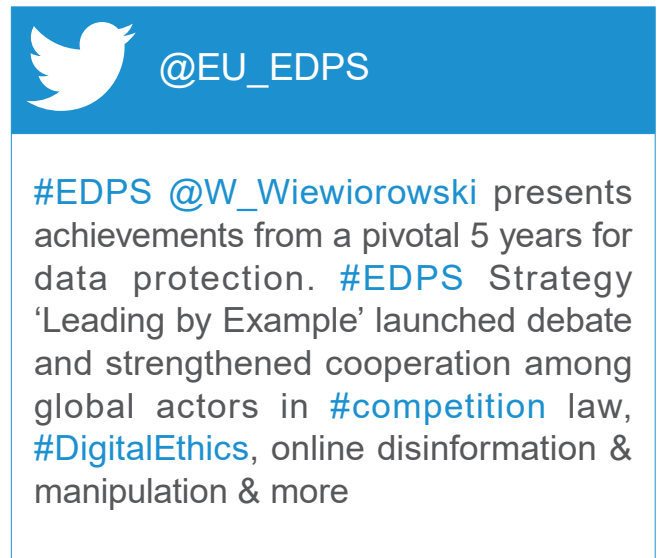 @EU_EDPS
#EDPS @W_Wiewiorowski presents
achievements from a pivotal 5 years for
data protection. #EDPS Strategy
‘Leading by Example’ launched debate
and strengthened cooperation among
global actors in #competition law,
#DigitalEthics, online disinformation &
manipulation & more